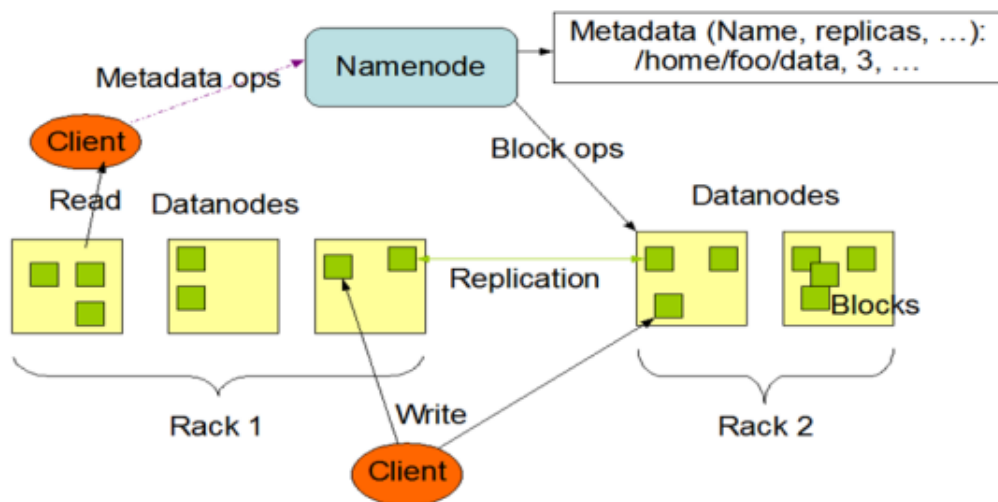 Metadata (Name, replicas, …):
/home/foo/data, 3, …
Namenode
Metadata ops
Client
Block ops
Read
Datanodes
Datanodes
Replication
Blocks
Rack 1
Write
Rack 2
Client